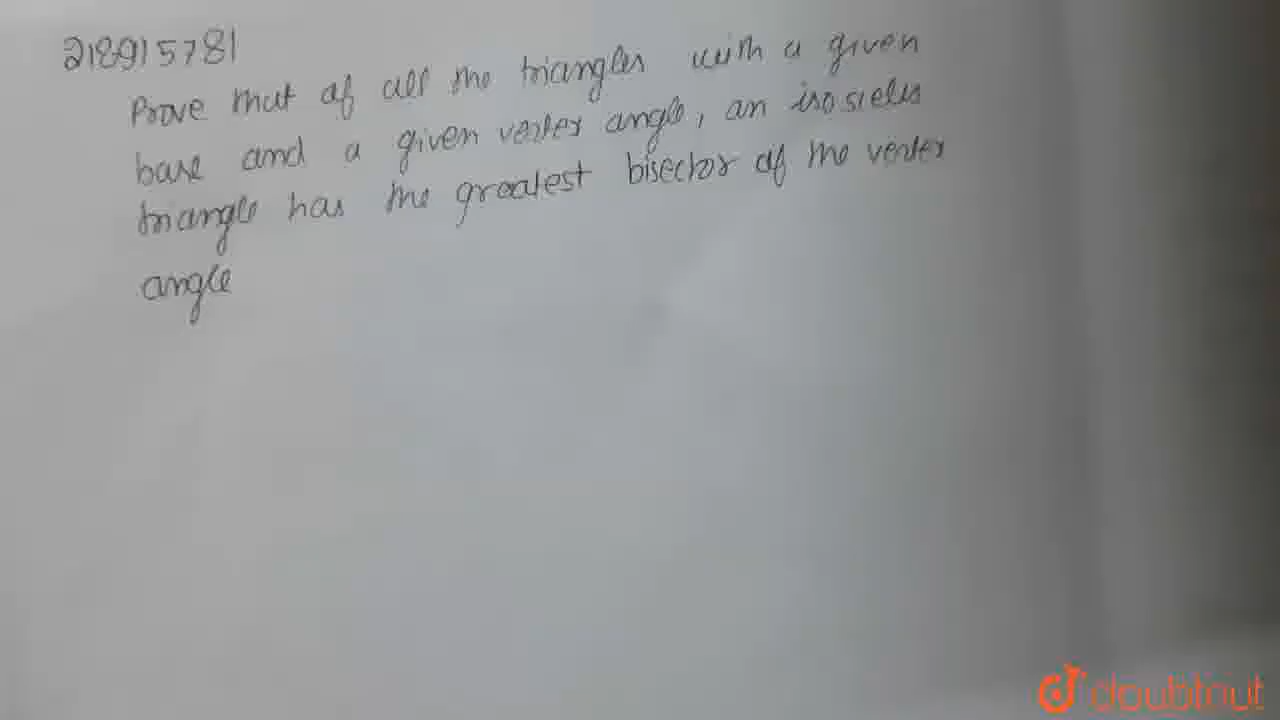 218915781
Prove that of all the triangles with a given
base and a given vertex angle, an isosieles
triangle has the greatest bisector of the vertex
angle
doubtnut